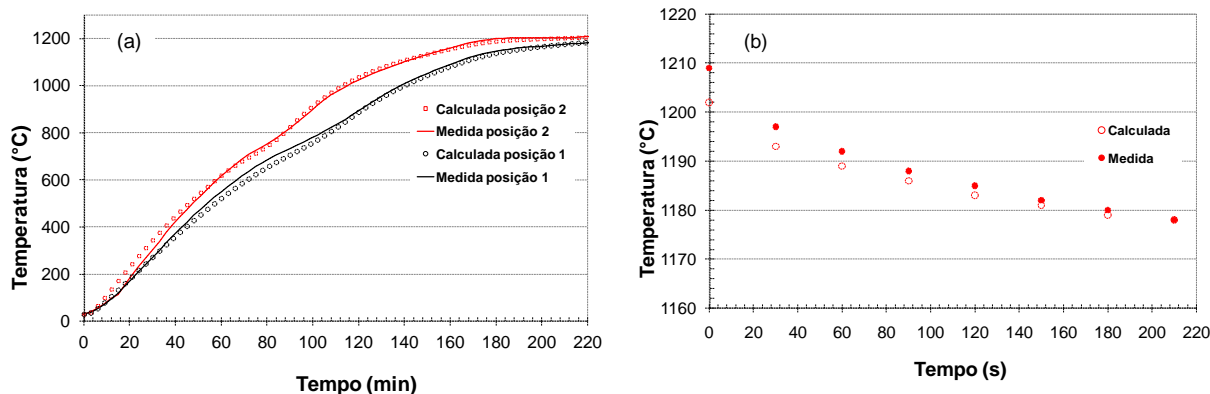 (a)
Temperatura (°C)
1200
1000
800
600
400
200
0
Calculada posição 2
Medida posição 2
Calculada posição 1
Medida posição 1
0 20 40 60 80 100 120 140 160 180 200 220
Tempo (min)
(b)
Temperatura (°C)
1220
1210
1200
1190
1180
1170
1160
Calculada
Medida
0 20 40 60 80 100 120 140 160 180 200 220
Tempo (s)